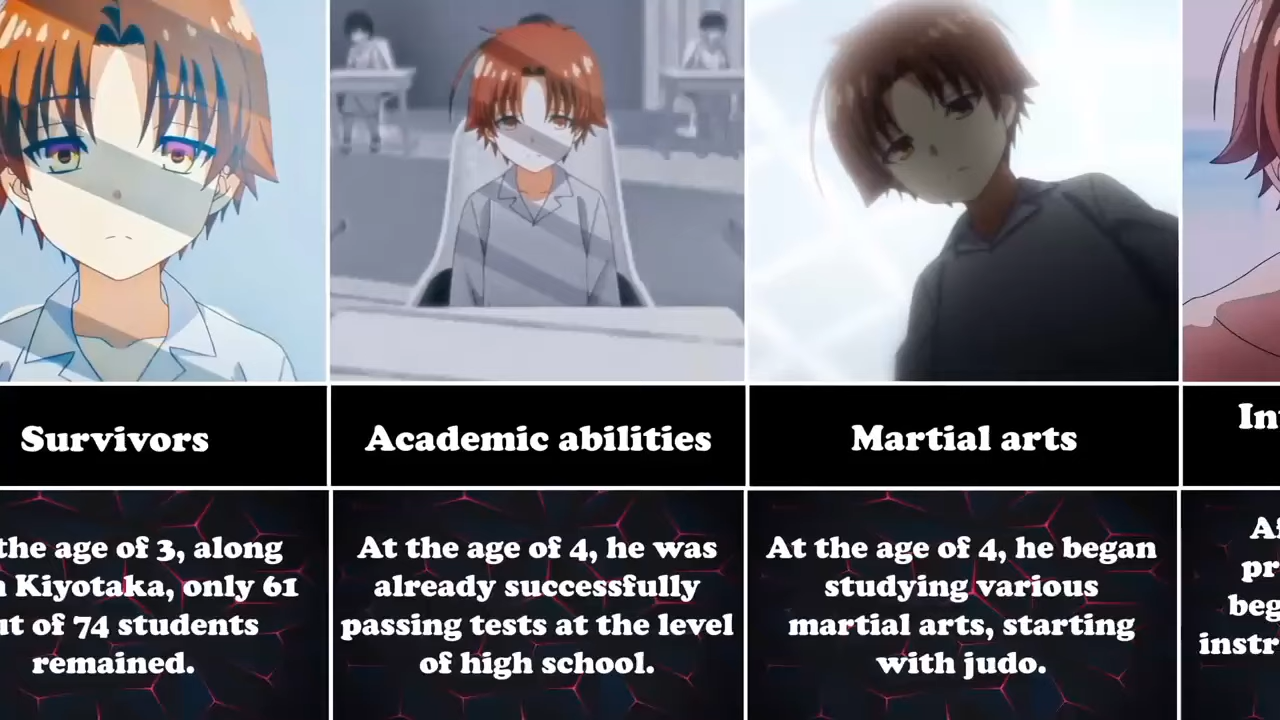 Survivors
the age of 3, along
Kiyotaka, only 61
of 74 students
remained.
Academic abilities
At the age of 4, he was
already successfully
passing tests at the level
of high school.
Martial arts
At the age of 4, he began
studying various
martial arts, starting
with judo.